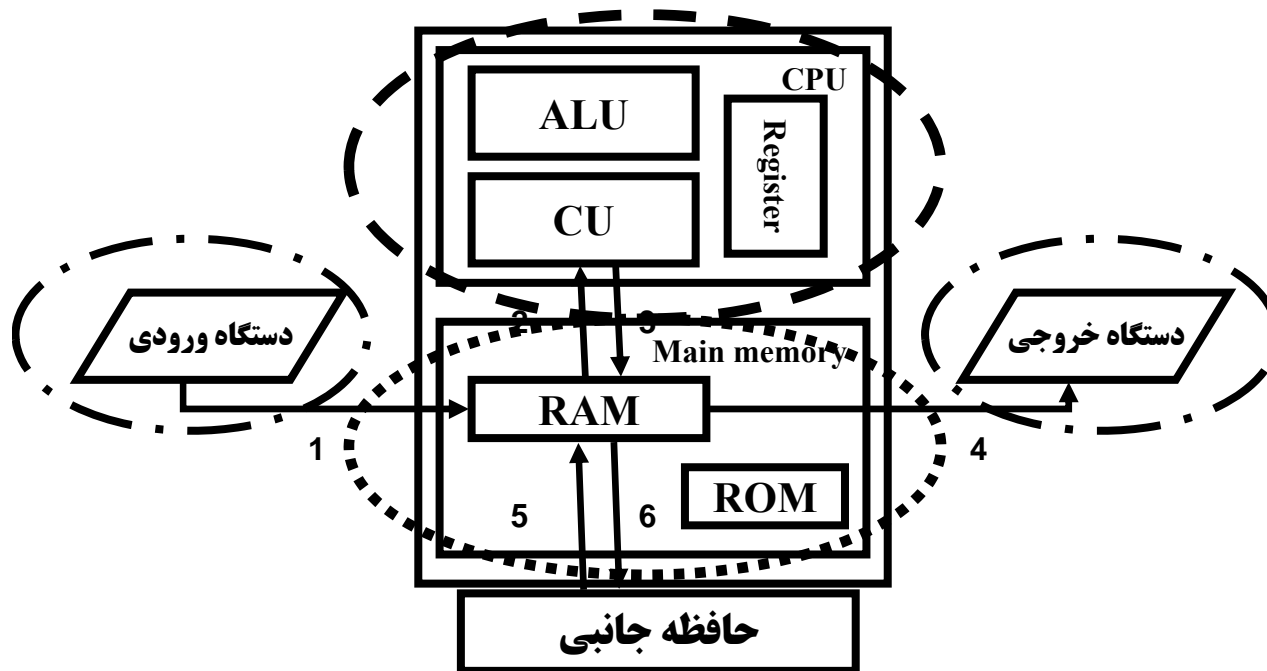 CPU
ALU
Register
CU
دستگاه ورودی
دستگاه خروجی
2
3
Main memory
RAM
1
4
ROM
5
6
حافظه جانبی